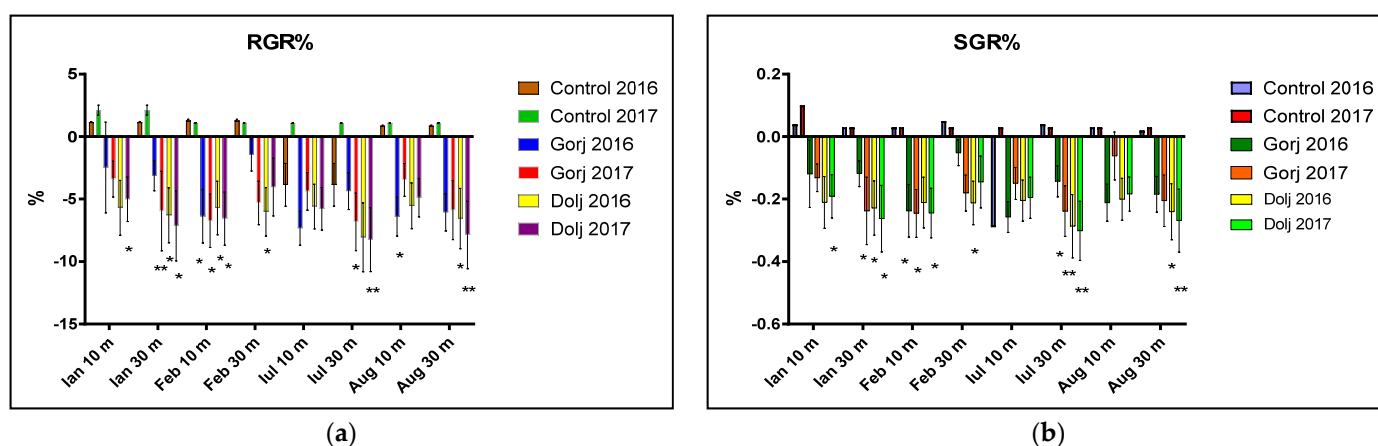 RGR%
5
0
-5
-10
-15
%
* ** * * * * * * * ** * * **
Ian 10 m
Ian 30 m
Feb 10 m
Feb 30 m
Iul 10 m
Iul 30 m
Aug 10 m
Aug 30 m
Control 2016
Control 2017
Gorj 2016
Gorj 2017
Dolj 2016
Dolj 2017
(a)
SGR%
0.2
0.0
-0.2
-0.4
-0.6
%
* * * * * * * * * ** ** * **
Ian 10 m
Ian 30 m
Feb 10 m
Feb 30 m
Iul 10 m
Iul 30 m
Aug 10 m
Aug 30 m
Control 2016
Control 2017
Gorj 2016
Gorj 2017
Dolj 2016
Dolj 2017
(b)